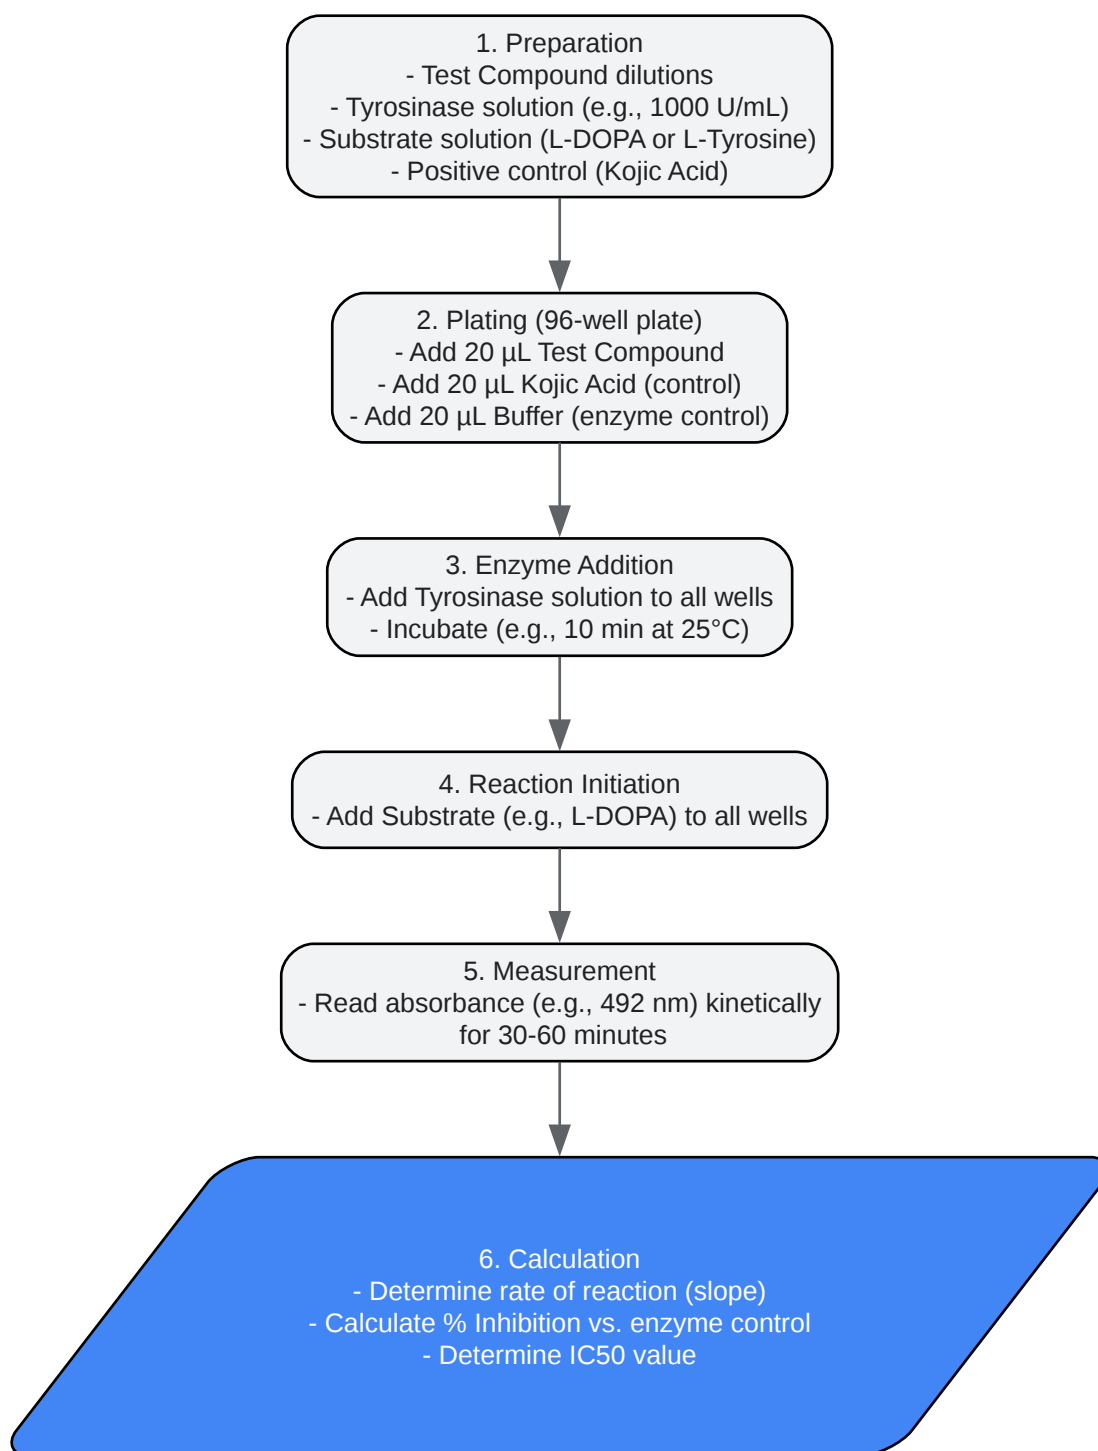 1. Preparation
- Test Compound dilutions
- Tyrosinase solution (e.g., 1000 U/mL)
- Substrate solution (L-DOPA or L-Tyrosine)
- Positive control (Kojic Acid)
2. Plating (96-well plate)
- Add 20 µL Test Compound
- Add 20 µL Kojic Acid (control)
- Add 20 µL Buffer (enzyme control)
3. Enzyme Addition
- Add Tyrosinase solution to all wells
- Incubate (e.g., 10 min at 25°C)
4. Reaction Initiation
- Add Substrate (e.g., L-DOPA) to all wells
5. Measurement
- Read absorbance (e.g., 492 nm) kinetically
for 30-60 minutes
6. Calculation
- Determine rate of reaction (slope)
- Calculate % Inhibition vs. enzyme control
- Determine IC50 value